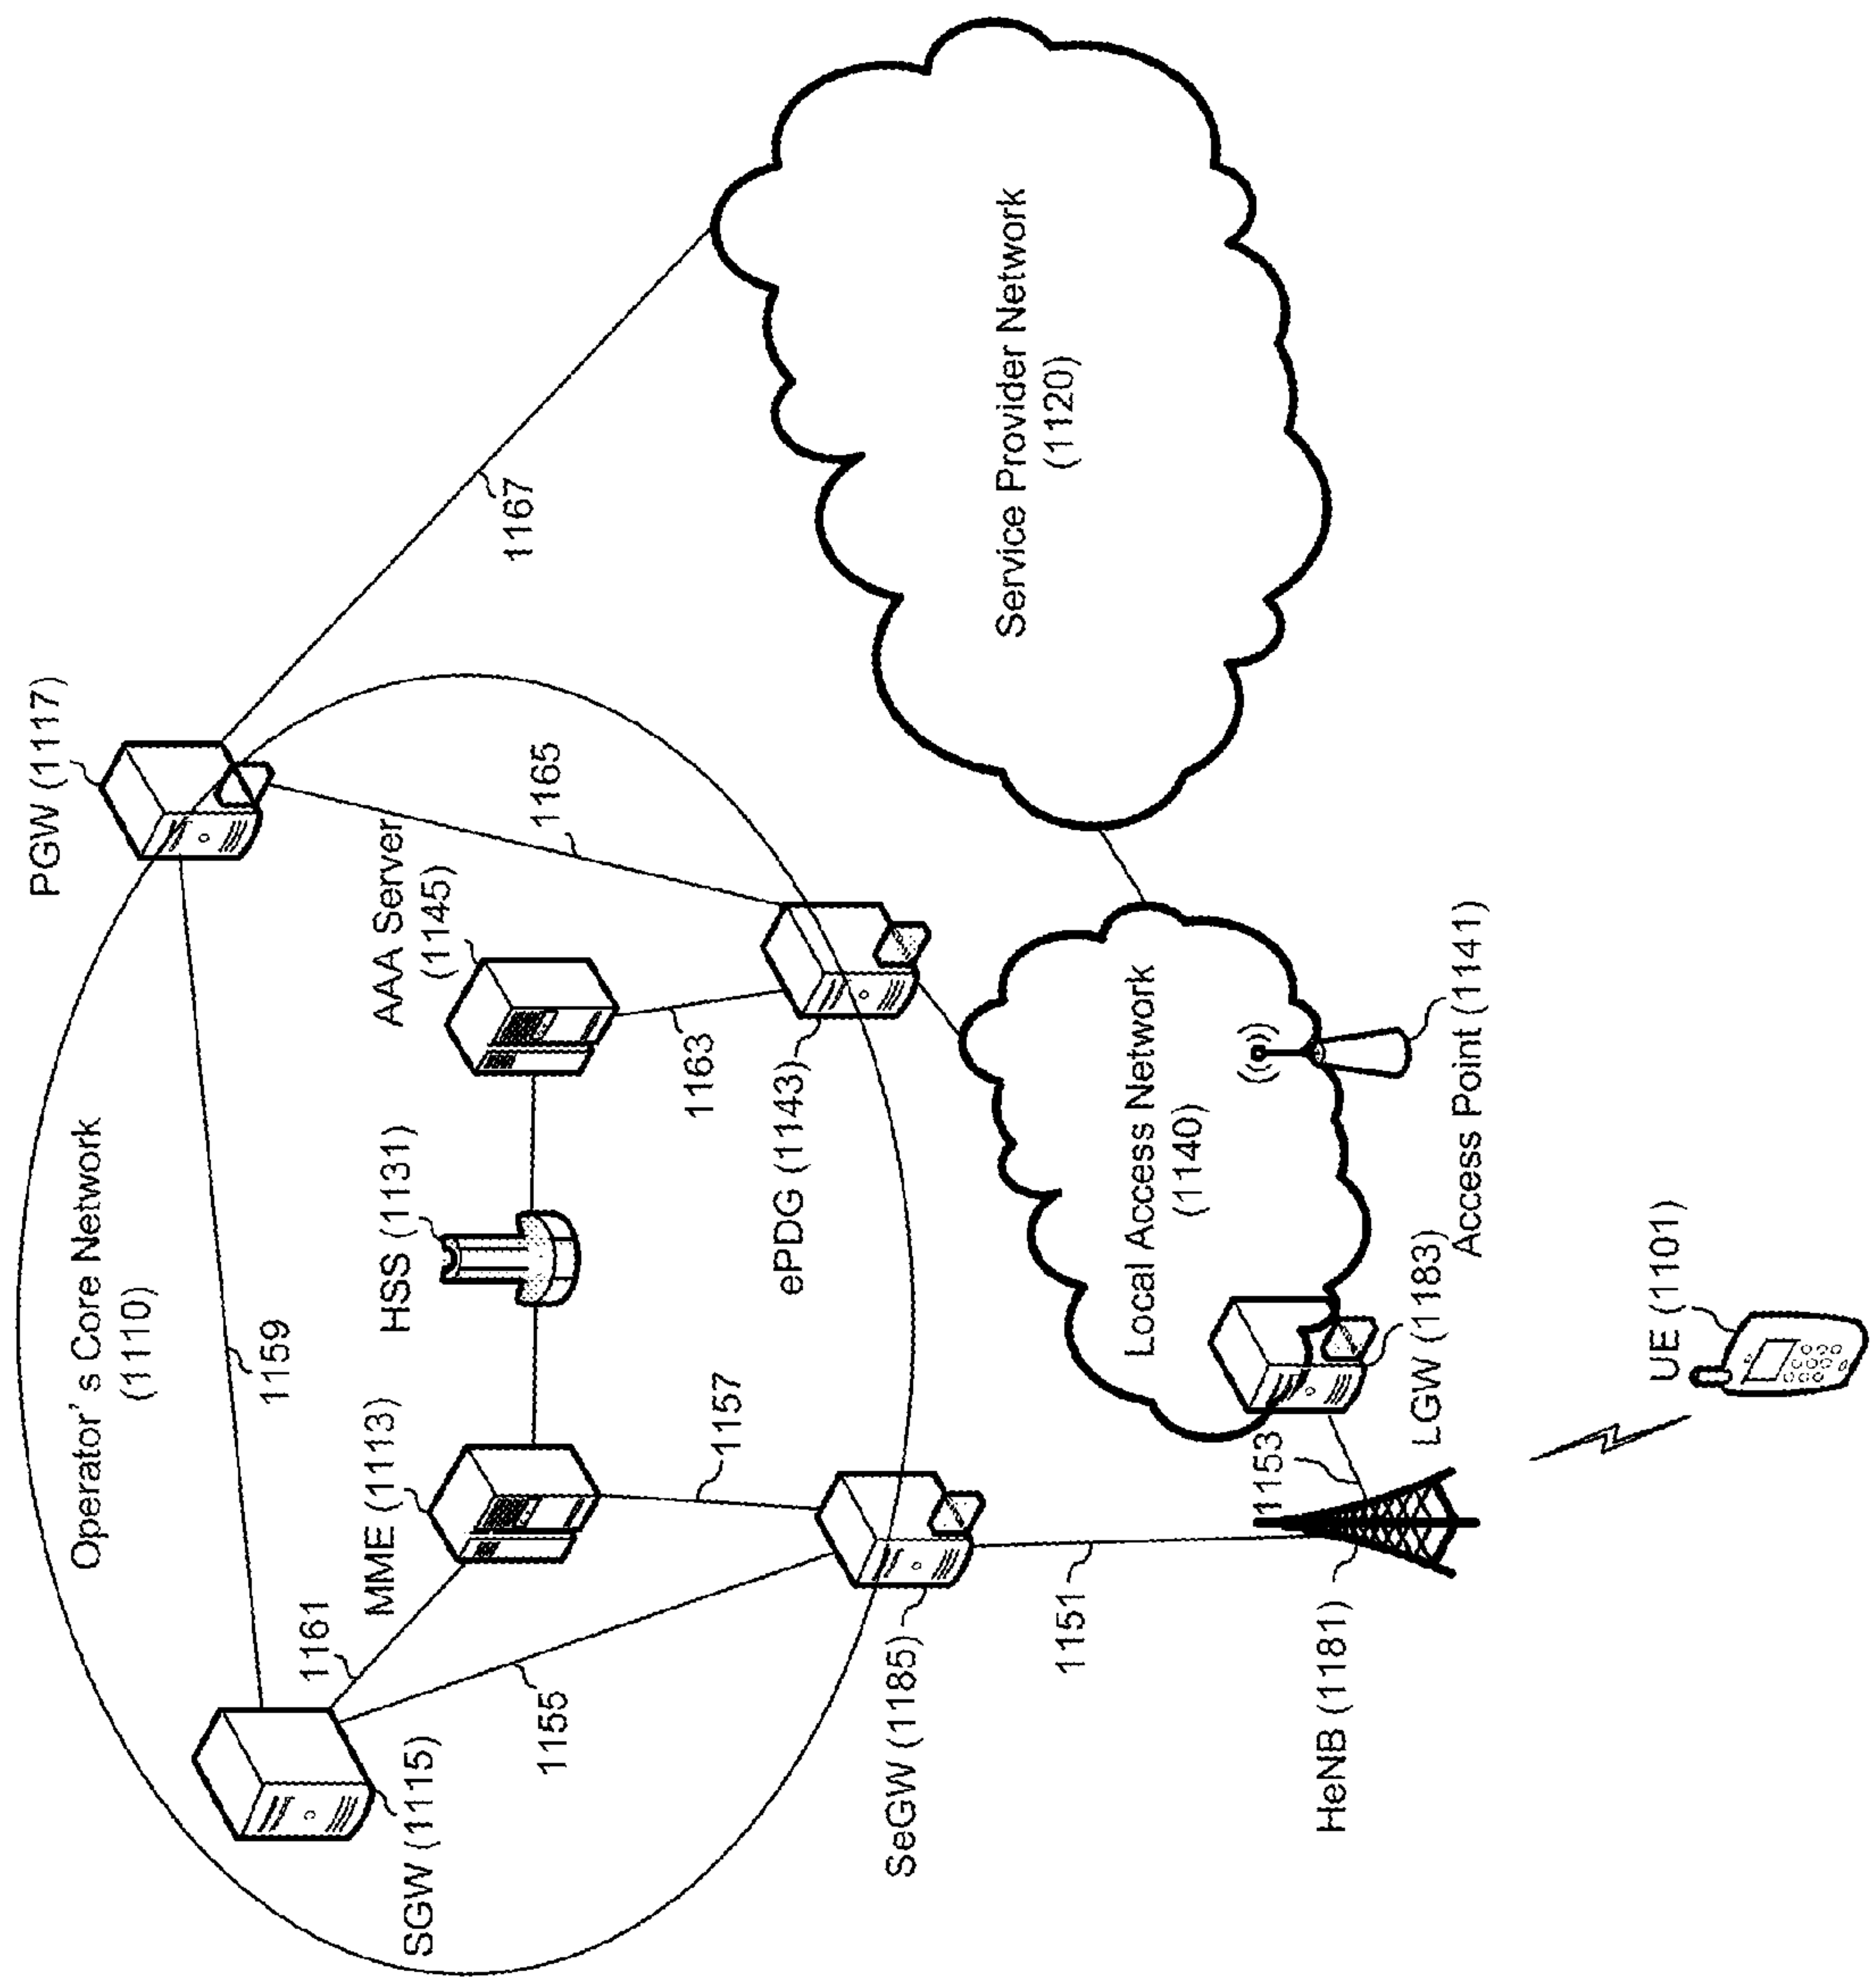 Operator's Core Network
(1110)
SGW (1115)
1159
PGW (1117)
1161
MME (1113)
HSS (1131)
AAA Server
(1145)
1155
1157
1163
1165
1167
SeGW (1185)
ePDG (1143)
Service Provider Network
(1120)
1151
Local Access Network
(1140)
1153
HeNB (1181)
LGW (1183)
Access Point (1141)
UE (1101)